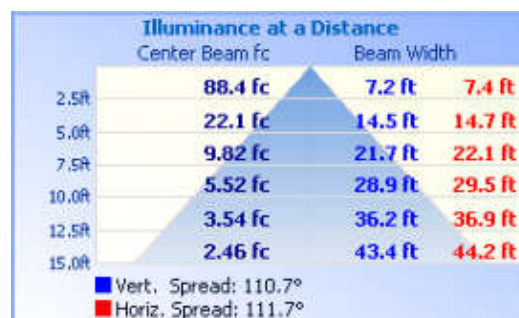 Illuminance at a Distance
Center Beam fc Beam Width
2.5ft 88.4 fc 7.2 ft 7.4 ft
5.0ft 22.1 fc 14.5 ft 14.7 ft
7.5ft 9.82 fc 21.7 ft 22.1 ft
10.0ft 5.52 fc 28.9 ft 29.5 ft
12.5ft 3.54 fc 36.2 ft 36.9 ft
15.0ft 2.46 fc 43.4 ft 44.2 ft
Vert. Spread: 110.7°
Horiz. Spread: 111.7°